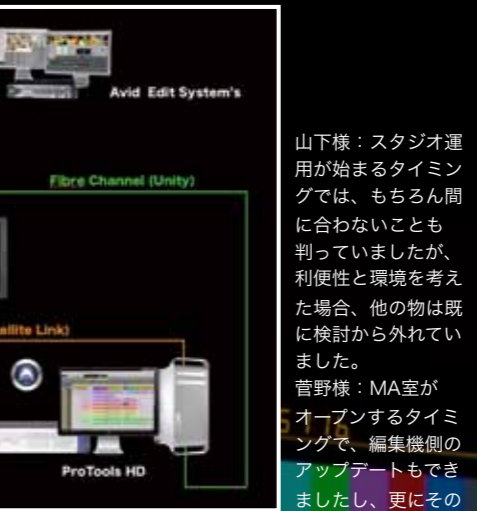 Avid Edit System's
Fibre Channel (Unity)
ellite Link)
ProTools HD
山下様：スタジオ運
用が始まるタイミン
グでは、もちろん間
に合わないことも
判っていましたが、
利便性と環境を考え
た場合、他の物は既
に検討から外れてい
ました。
菅野様：MA室が
オープンするタイミ
ングで、編集機側の
アップデートもでき
ましたし、更にその